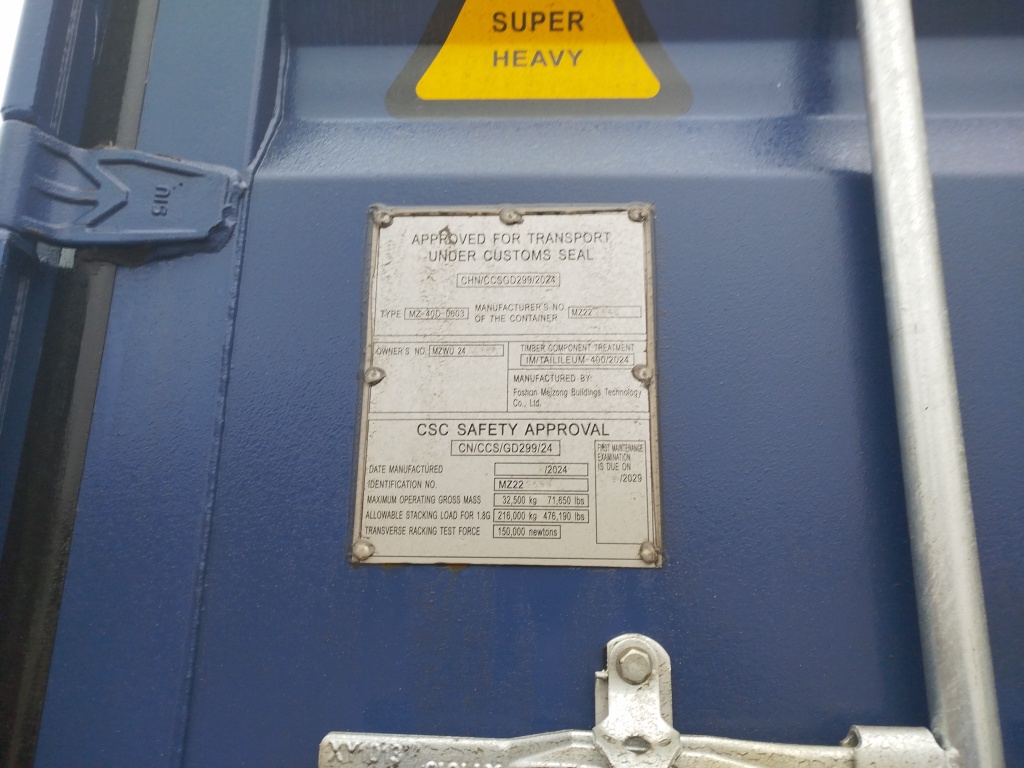 SUPER
HEAVY
APPROVED FOR TRANSPORT
UNDER CUSTOMS SEAL
CHN/CCSGD299/2024
TYPE MZ-40D-0003 MANUFACTURER'S NO. OF THE CONTAINER MZ22
OWNER'S NO. MZWU 24
TIMBER COMPONENT TREATMENT
IM/TAILILEUM-400/2024
MANUFACTURED BY:
Foshan Meizong Buildings Technology
Co., Ltd.
CSC SAFETY APPROVAL
CN/CCS/GD299/24
DATE MANUFACTURED /2024
IDENTIFICATION NO. MZ22
MAXIMUM OPERATING GROSS MASS 32,500 kg 71,650 lbs
ALLOWABLE STACKING LOAD FOR 1.8G 216,000 kg 476,190 lbs
TRANSVERSE RACKING TEST FORCE 150,000 newtons
FIRST MAINTENANCE
EXAMINATION
IS DUE ON
/2029